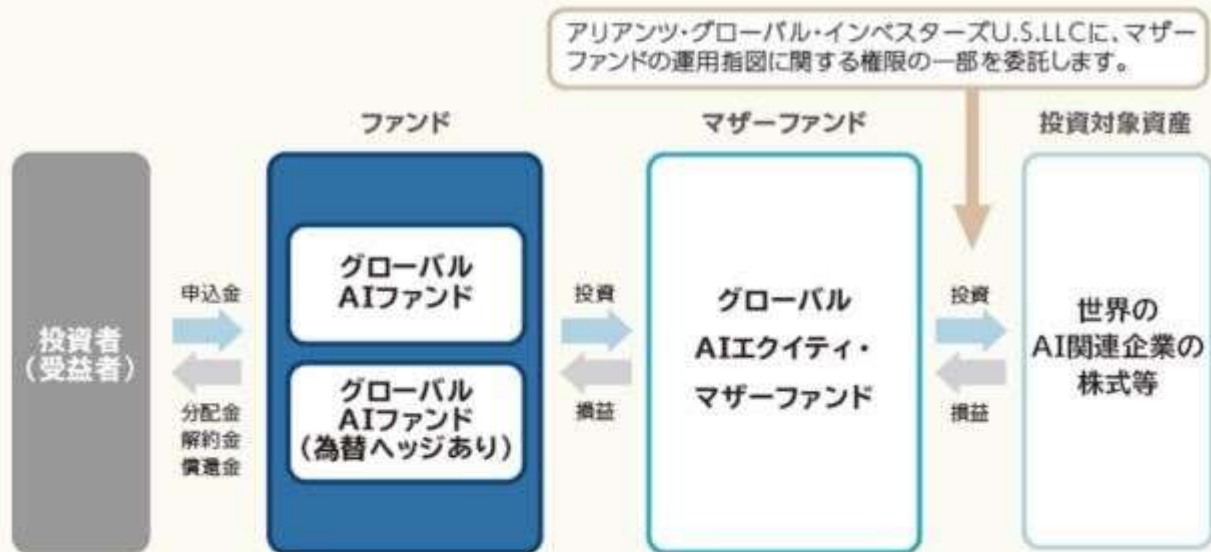 アリアンツ・グローバル・インベスターズU.S.LLCに、マザー
ファンドの運用指図に関する権限の一部を委託します。
ファンド
マザーファンド
投資対象資産
投資者
（受益者）
申込金
分配金
解約金
償還金
グローバル
AIファンド
グローバル
AIファンド
（為替ヘッジあり）
投資
損益
グローバル
AIエクイティ・
マザーファンド
投資
損益
世界の
AI関連企業の
株式等